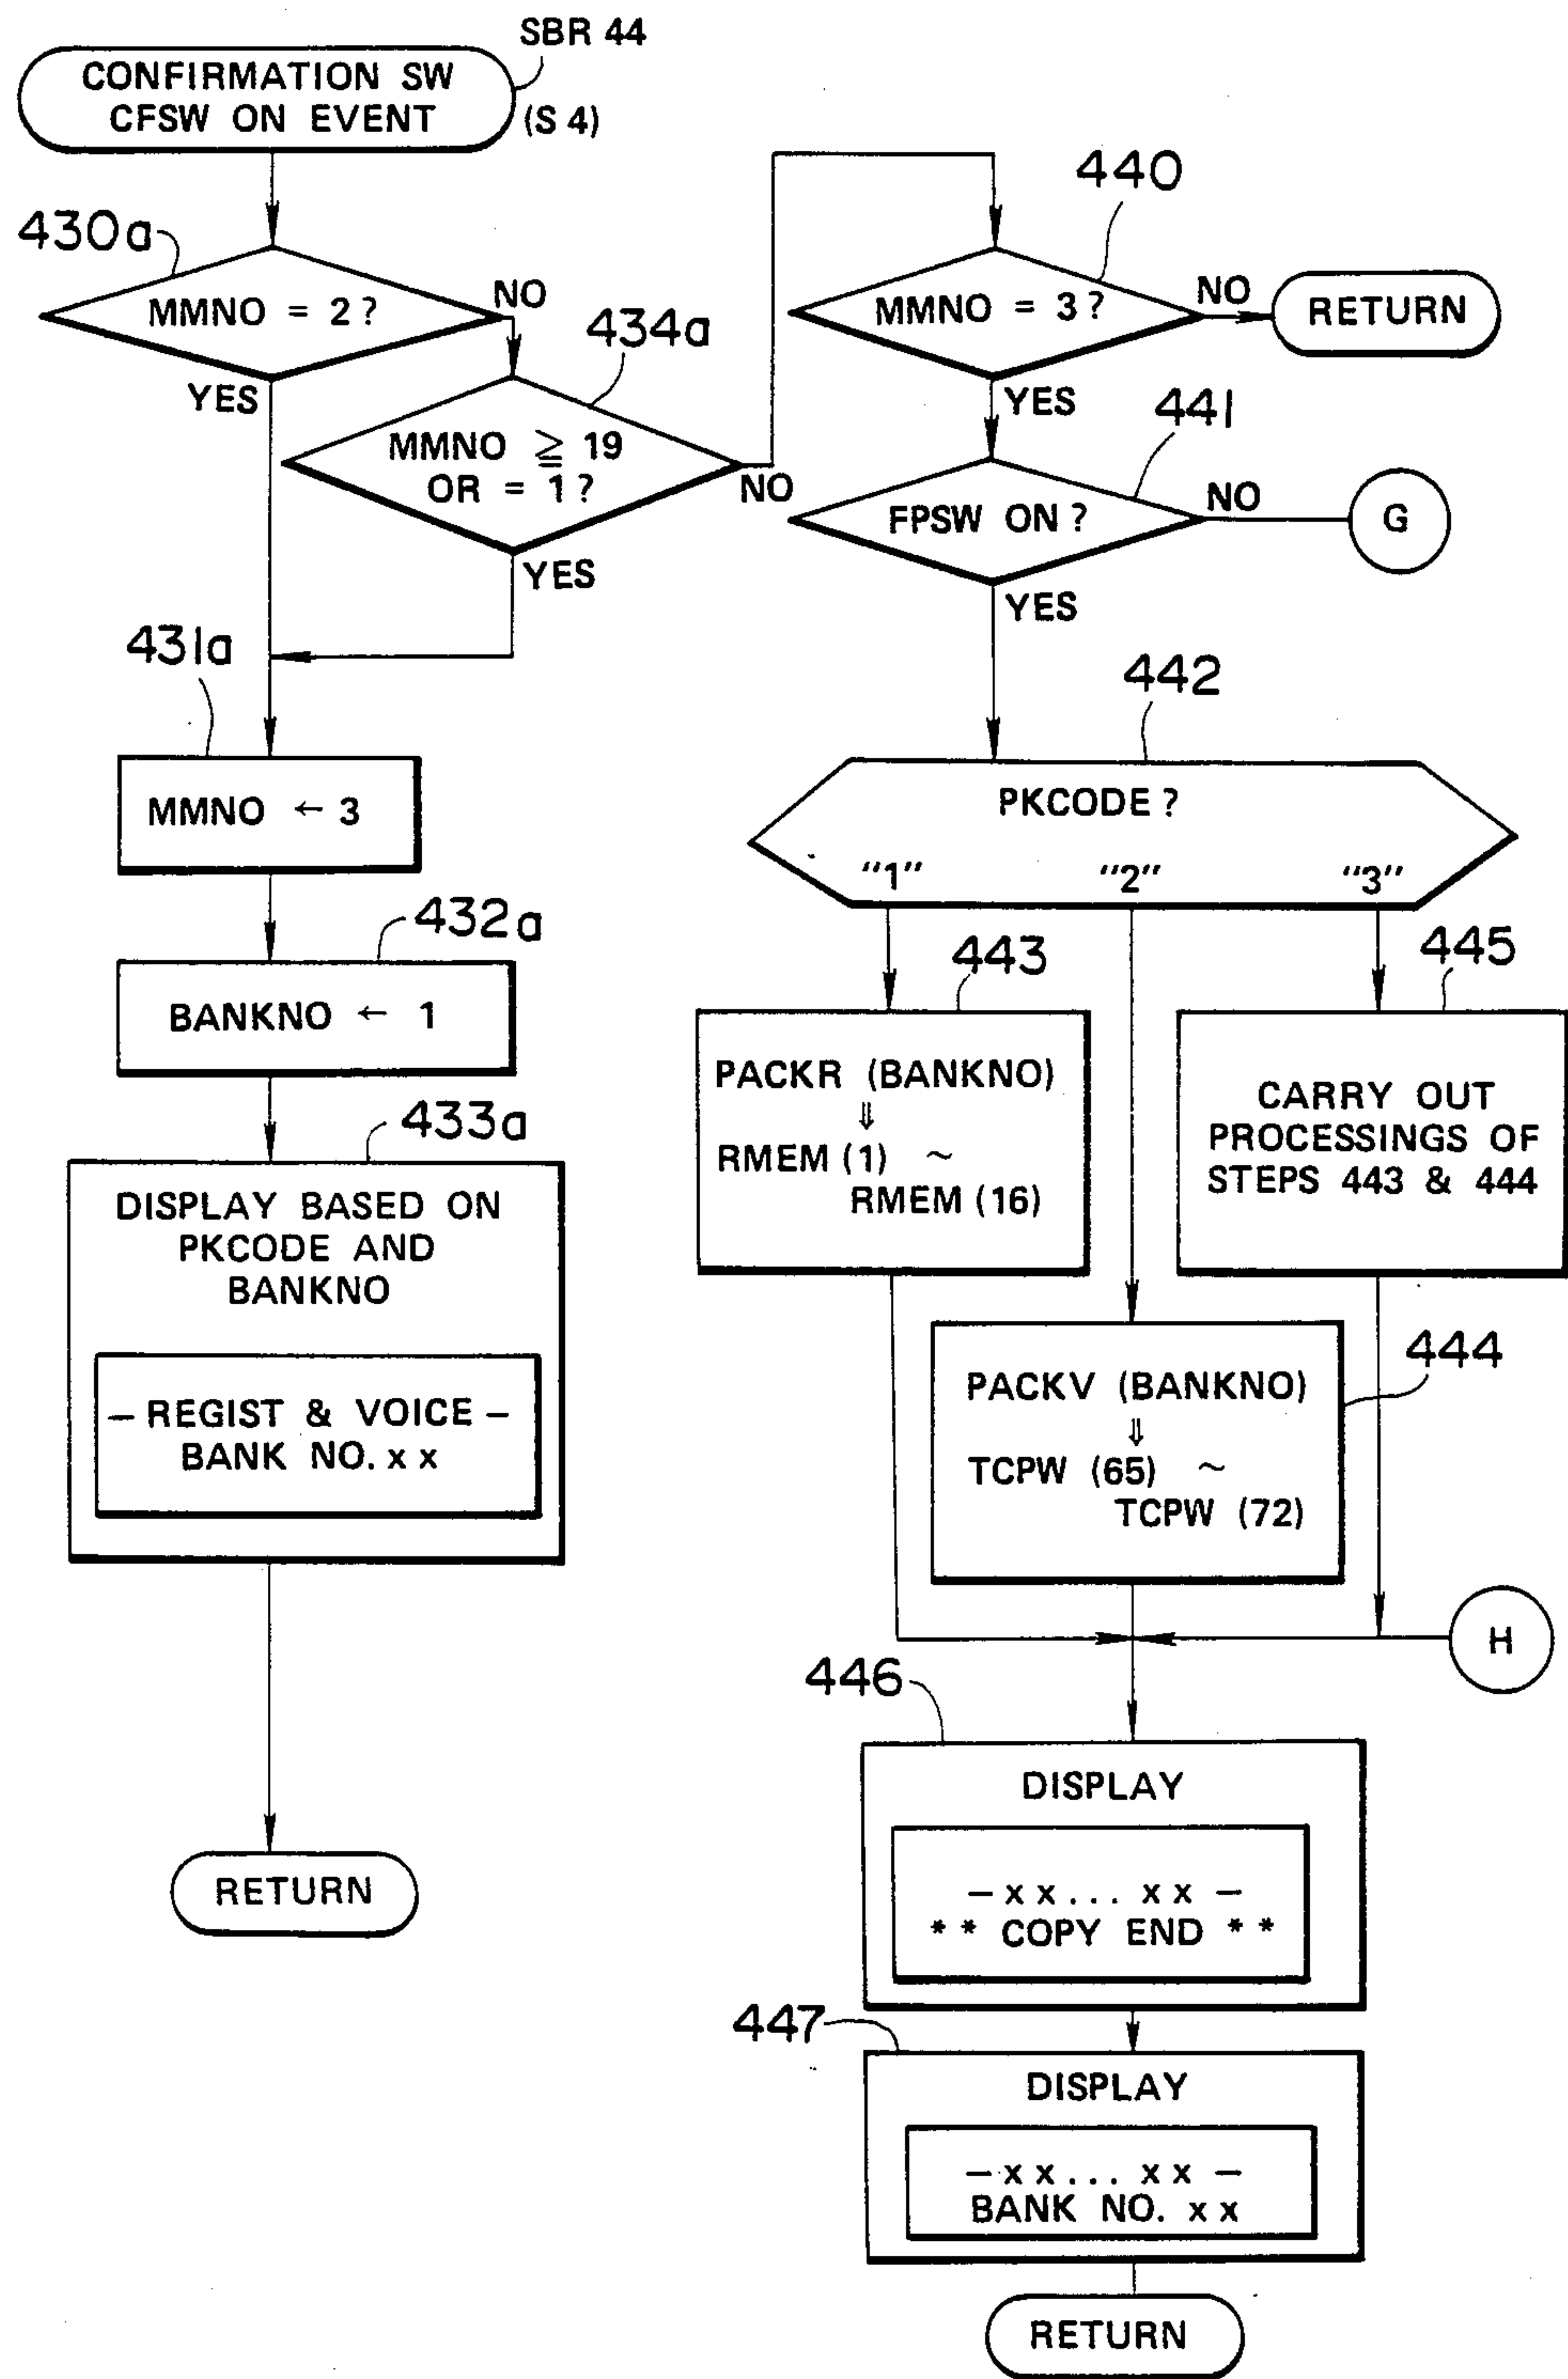 SBR 44
CONFIRMATION SW
CFSW ON EVENT
(S 4)
430a
MMNO = 2 ?
NO
YES
434a
MMNO ≧ 19
OR = 1 ?
NO
YES
431a
MMNO ← 3
432a
BANKNO ← 1
433a
DISPLAY BASED ON
PKCODE AND
BANKNO
– REGIST & VOICE –
BANK NO. x x
RETURN
440
MMNO = 3 ?
NO
RETURN
YES
441
FPSW ON ?
NO
G
YES
442
PKCODE ?
"1" "2" "3"
443
PACKR (BANKNO)
⇓
RMEM (1) ~
RMEM (16)
445
CARRY OUT
PROCESSINGS OF
STEPS 443 & 444
444
PACKV (BANKNO)
⇓
TCPW (65) ~
TCPW (72)
H
446
DISPLAY
– x x . . . x x –
* * COPY END * *
447
DISPLAY
– x x . . . x x –
BANK NO. x x
RETURN